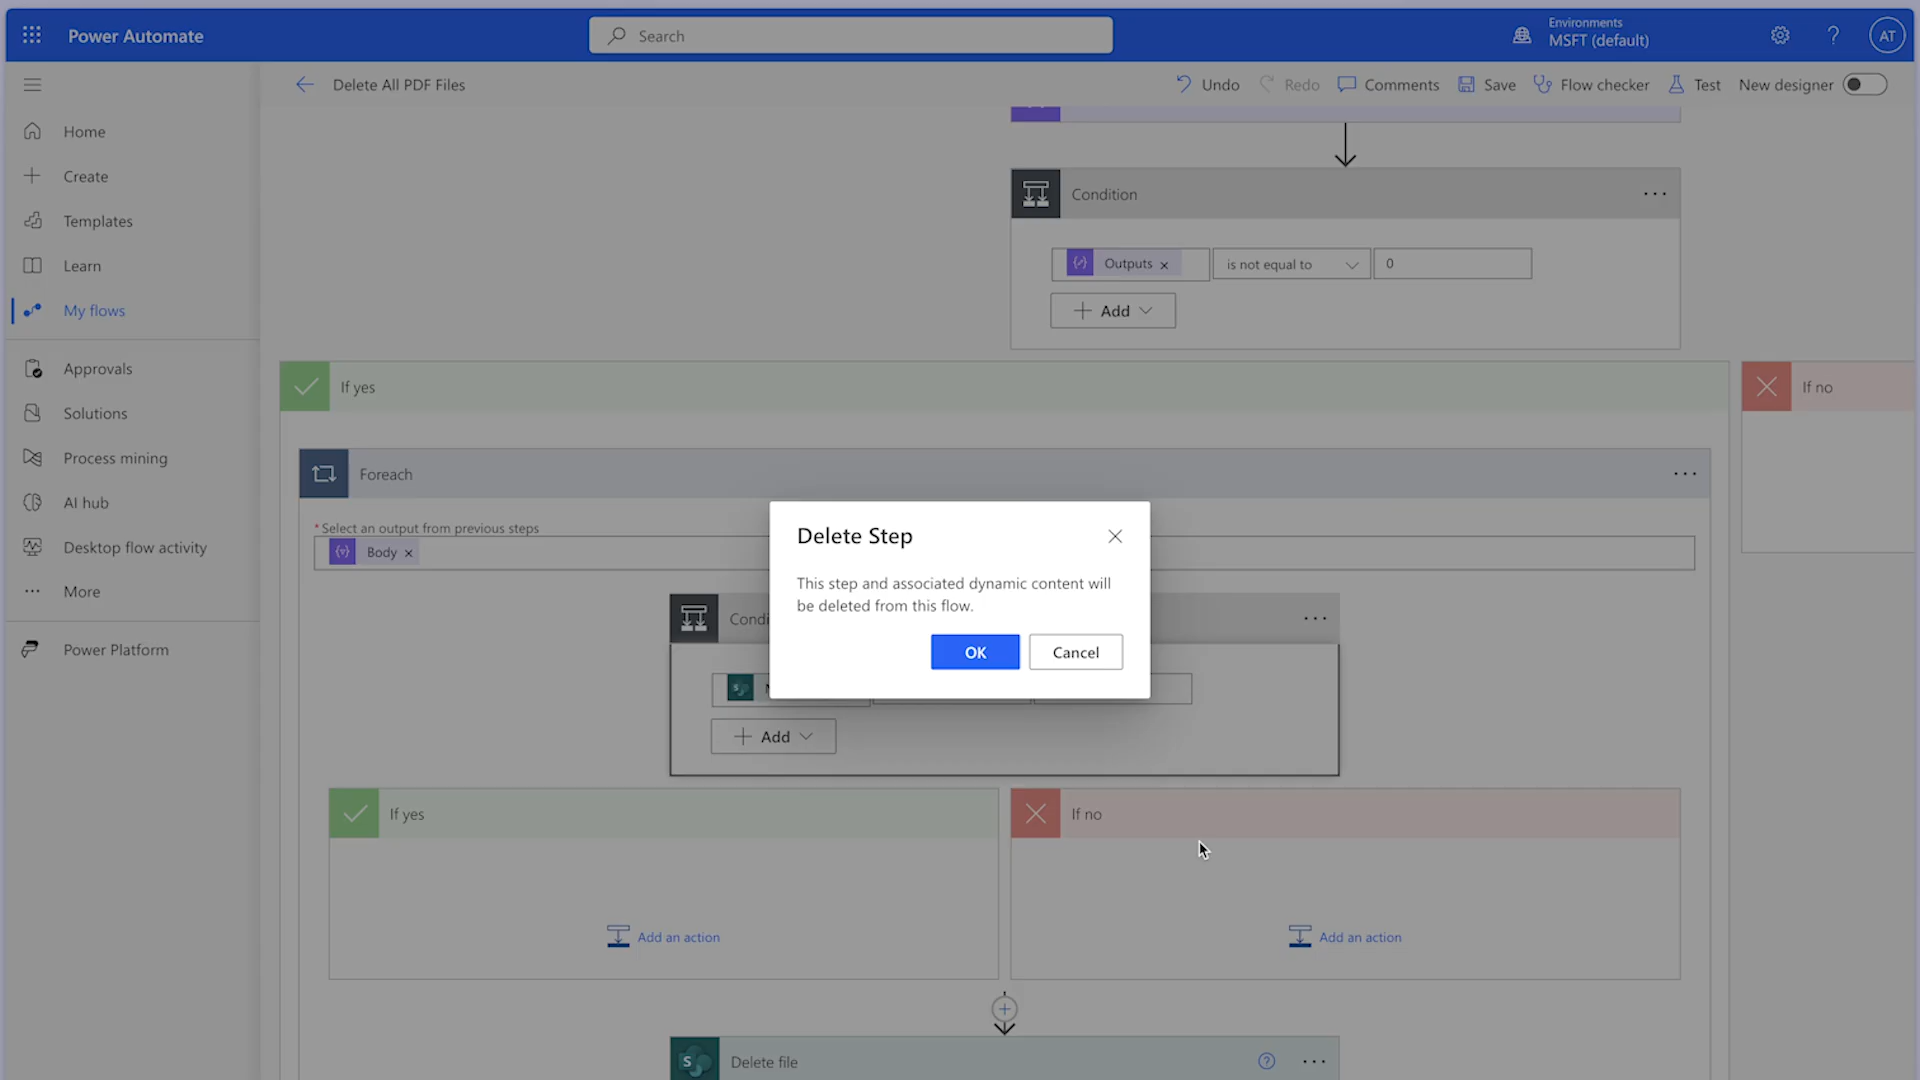 Power Automate
Search
Environments
MSFT (default)
AT
Delete All PDF Files
Undo
Redo
Comments
Save
Flow checker
Test
New designer
Home
Create
Templates
Learn
My flows
Approvals
Solutions
Process mining
AI hub
Desktop flow activity
More
Power Platform
Condition
Outputs
is not equal to
0
Add
If yes
If no
Foreach
* Select an output from previous steps
Body
Delete Step
This step and associated dynamic content will
be deleted from this flow.
OK
Cancel
Add
If yes
If no
Add an action
Add an action
Delete file